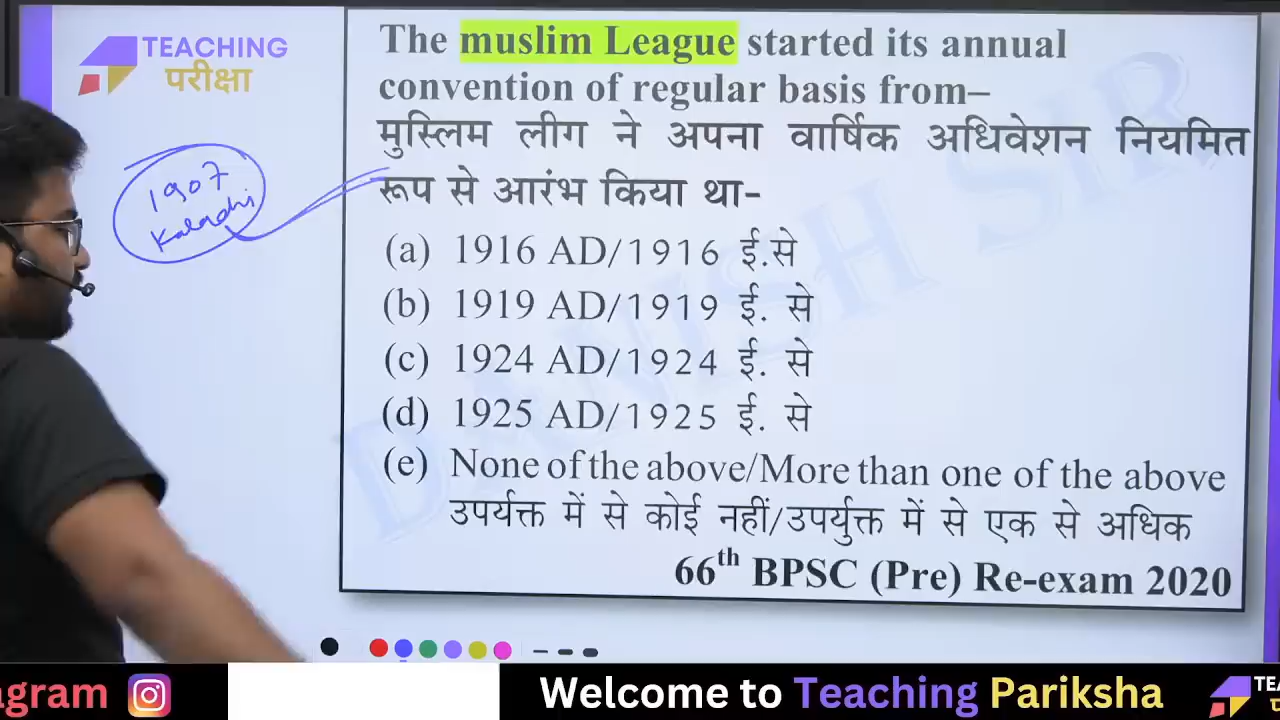 TEACHING
परीक्षा
The muslim League started its annual
convention of regular basis from–
मुस्लिम लीग ने अपना वार्षिक अधिवेशन नियमित
रूप से आरंभ किया था-
1907
(a) 1916 AD/1916 ई.से
(b) 1919 AD/1919 ई. से
(c) 1924 AD/1924 ई. से
(d) 1925 AD/1925 ई. से
(e) None of the above/More than one of the above
उपर्यक्त में से कोई नहीं/उपर्युक्त में से एक से अधिक
66th BPSC (Pre) Re-exam 2020
DANISH SIR
agram
Welcome to Teaching Pariksha